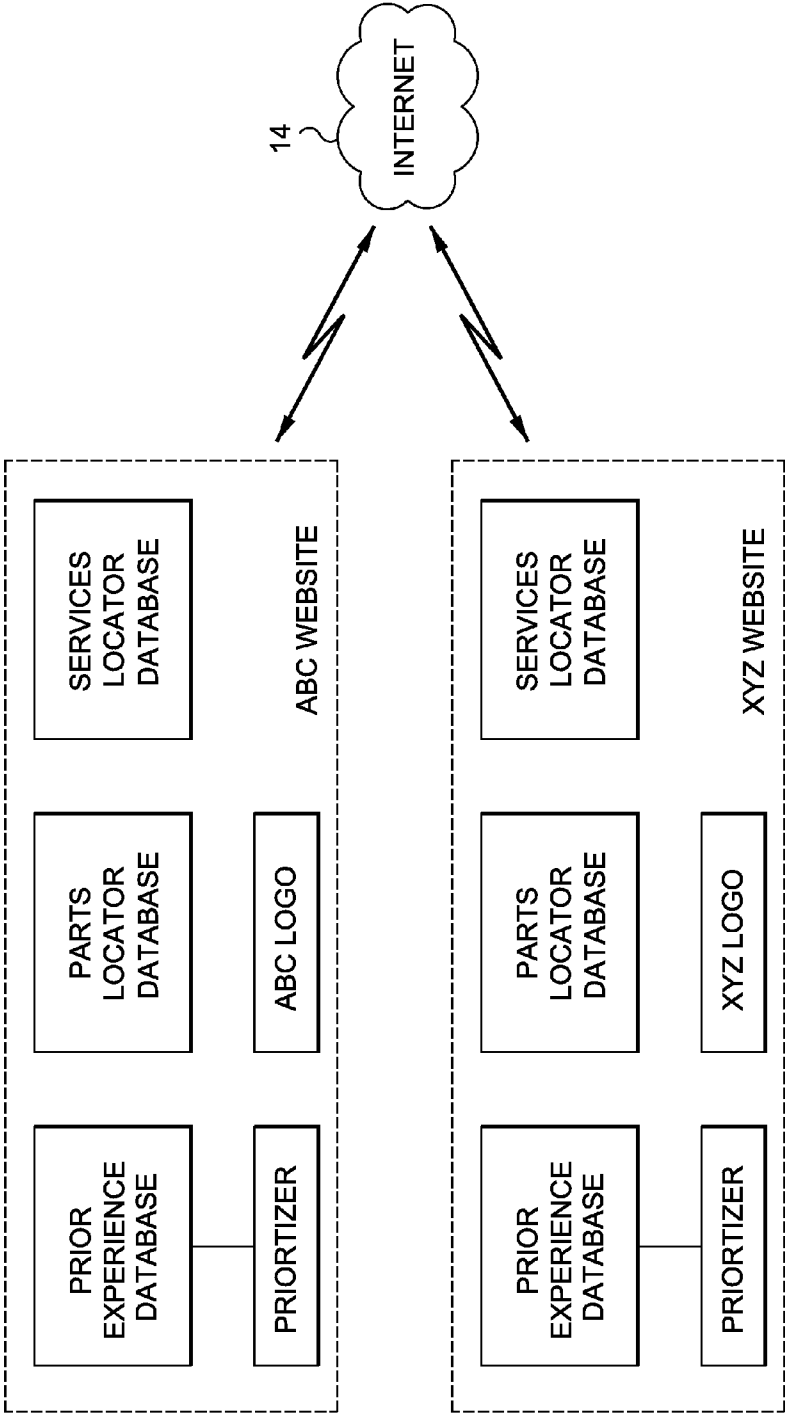 PRIOR
EXPERIENCE
DATABASE
PARTS
LOCATOR
DATABASE
SERVICES
LOCATOR
DATABASE
PRIORTIZER
ABC LOGO
ABC WEBSITE
14
INTERNET
PRIOR
EXPERIENCE
DATABASE
PARTS
LOCATOR
DATABASE
SERVICES
LOCATOR
DATABASE
PRIORTIZER
XYZ LOGO
XYZ WEBSITE